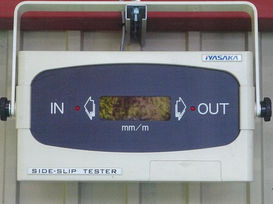 IYASAKA
IN OUT
mm/m
SIDE-SLIP TESTER